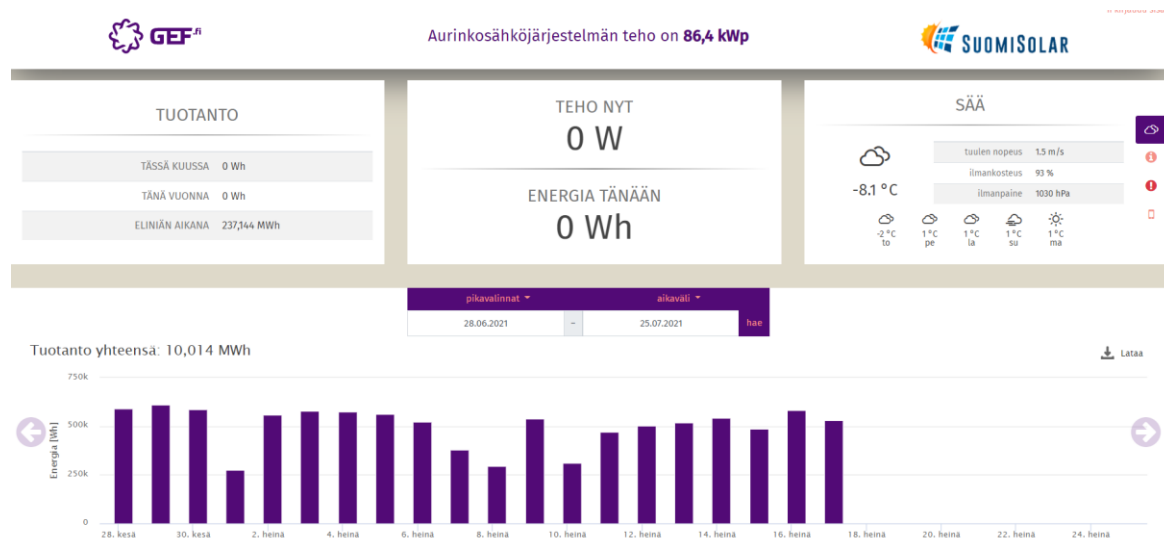 GEF.fi
Aurinkosähköjärjestelmän teho on 86,4 kWp
SUOMISOLAR
TUOTANTO
TÄSSÄ KUUSSA 0 Wh
TÄNÄ VUONNA 0 Wh
ELINIÄN AIKANA 237,144 MWh
TEHO NYT
0 W
ENERGIA TÄNÄÄN
0 Wh
SÄÄ
-8.1 °C
tuulen nopeus 1.5 m/s
ilmankosteus 93 %
ilmanpaine 1030 hPa
-2 °C 1 °C 1 °C 1 °C 1 °C
to pe la su ma
pikavalinnat aikaväli
28.06.2021 – 25.07.2021 hae
Tuotanto yhteensä: 10,014 MWh
Lataa
Energia [Wh]
750k
500k
250k
0
28. kesä 30. kesä 2. heinä 4. heinä 6. heinä 8. heinä 10. heinä 12. heinä 14. heinä 16. heinä 18. heinä 20. heinä 22. heinä 24. heinä